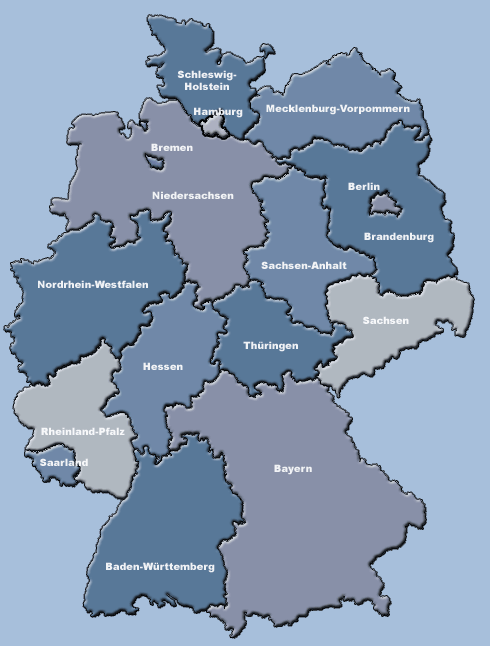 Schleswig-
Holstein
Hamburg
Mecklenburg-Vorpommern
Bremen
Niedersachsen
Berlin
Brandenburg
Sachsen-Anhalt
Nordrhein-Westfalen
Sachsen
Thüringen
Hessen
Rheinland-Pfalz
Saarland
Bayern
Baden-Württemberg